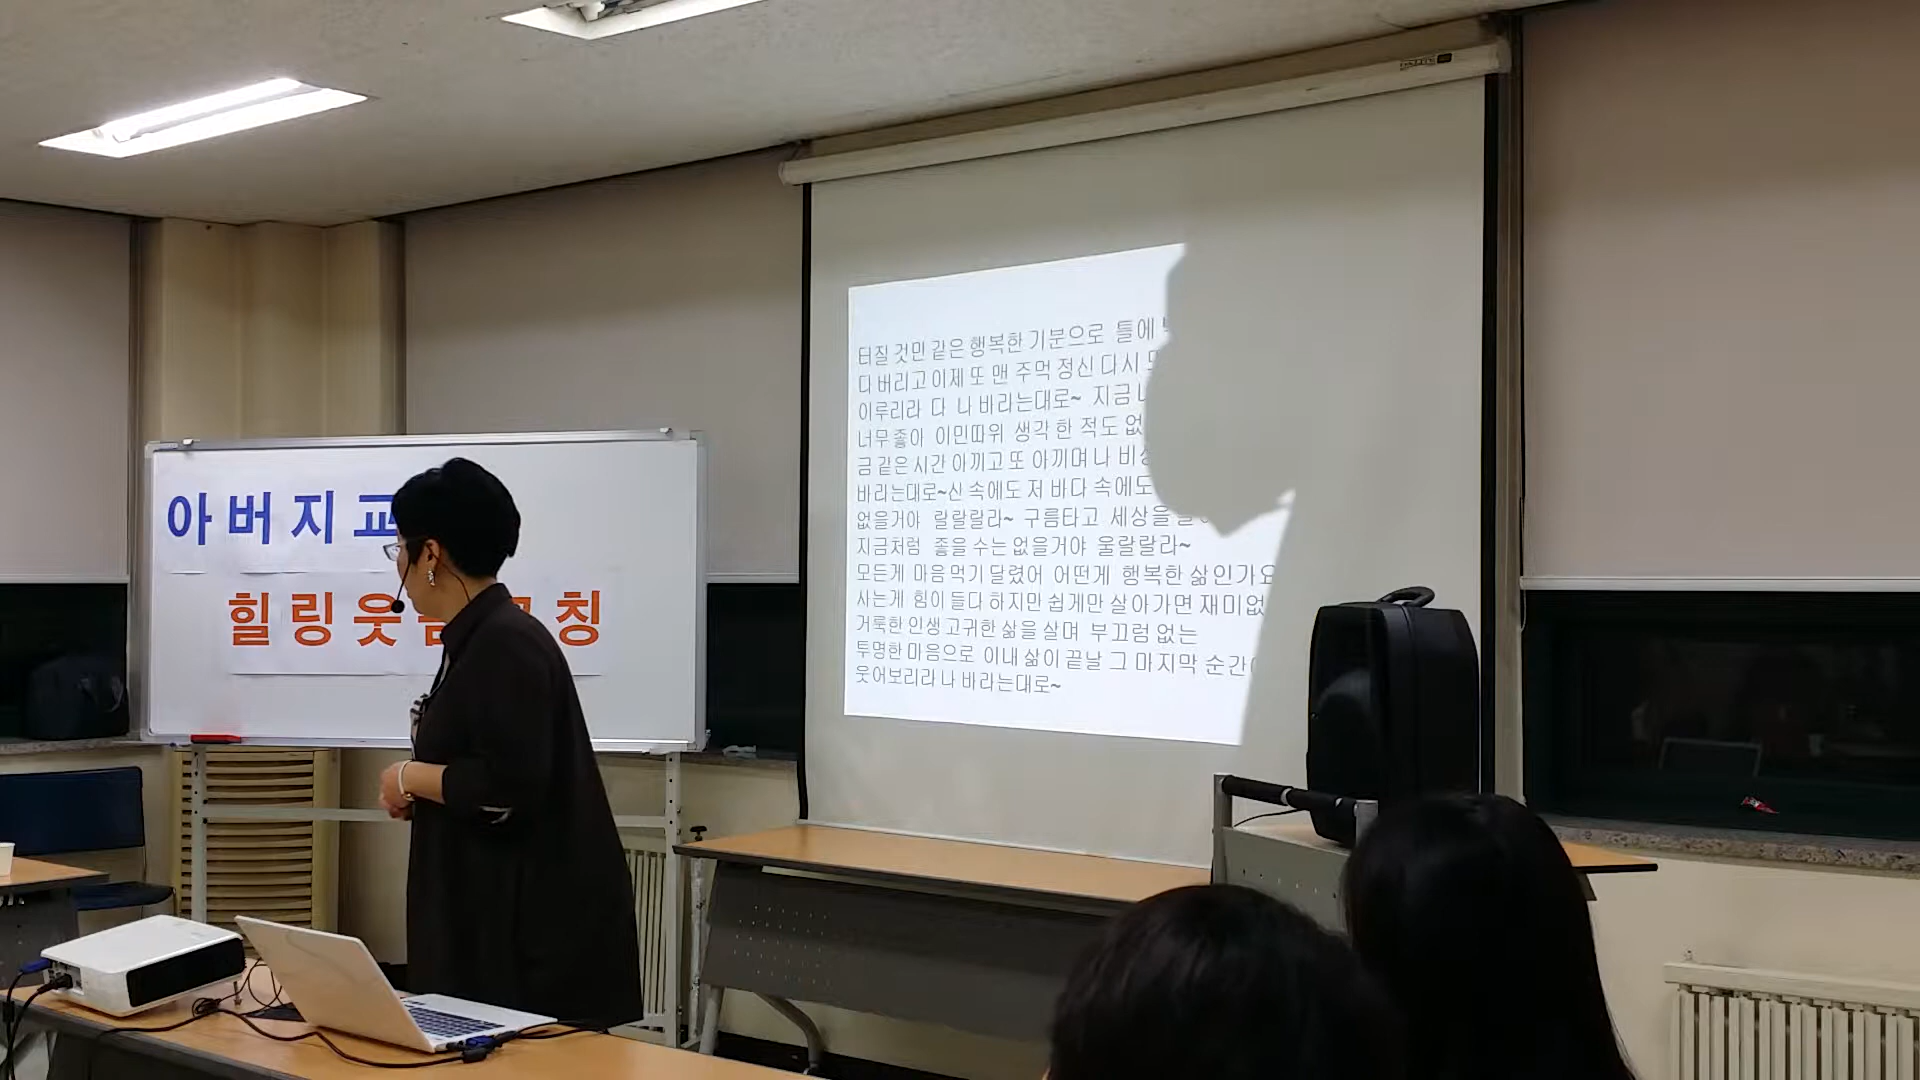 아버지교
힐링웃음코칭
터질 것민 같은 행복한 기분으로 틀에
다 버리고 이제 또 맨 주먹 정신 다시 또
이루리라 다 나 바라는대로~ 지금
너무 좋아 이민따위 생각 한 적도 없
금 같은 시간 아끼고 또 아끼며 나 비상
바리는대로~산 속에도 저 바다 속에도
없을거야 랄랄랄라~ 구름타고 세상을
지금처럼 좋을 수는 없을거야 울랄랄라~
모든게 마음 먹기 달렸어 어떤게 행복한 삶인가요
사는게 힘이 들다 하지만 쉽게만 살아가면 재미없
거룩한 인생 고귀한 삶을 살며 부끄럼 없는
투명한 마음으로 이내 삶이 끝날 그 마지막 순간
웃어보리라 나 바라는대로~